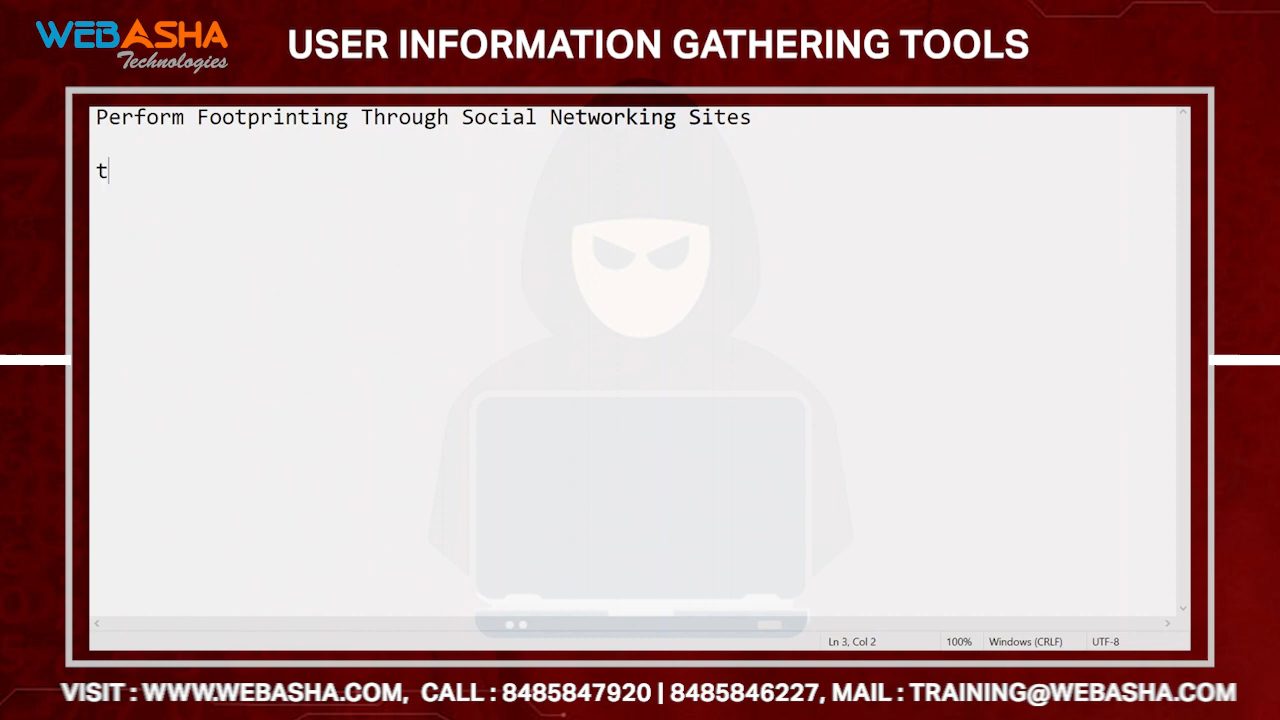 WEBASHA
Technologies
USER INFORMATION GATHERING TOOLS
Perform Footprinting Through Social Networking Sites
t
Ln 3, Col 2 100% Windows (CRLF) UTF-8
VISIT : WWW.WEBASHA.COM, CALL : 8485847920 | 8485846227, MAIL : TRAINING@WEBASHA.COM